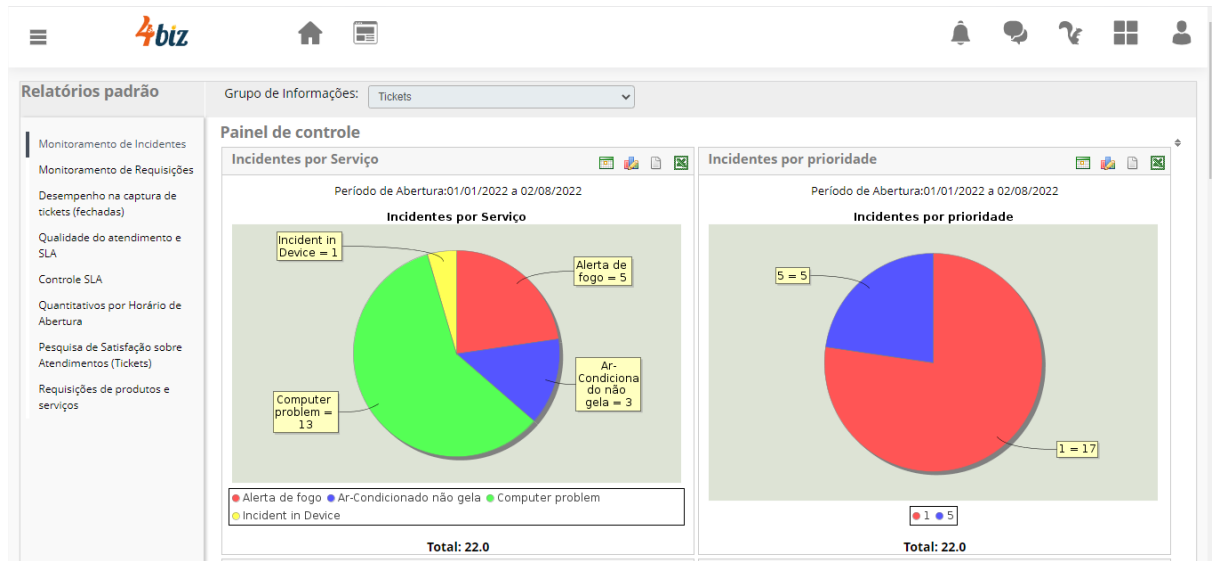 4biz
Relatórios padrão
Grupo de Informações:
Tickets
Monitoramento de Incidentes
Monitoramento de Requisições
Desempenho na captura de
tickets (fechadas)
Qualidade do atendimento e
SLA
Controle SLA
Quantitativos por Horário de
Abertura
Pesquisa de Satisfação sobre
Atendimentos (Tickets)
Requisições de produtos e
serviços
Painel de controle
Incidentes por Serviço
Período de Abertura:01/01/2022 a 02/08/2022
Incidentes por Serviço
Incident in
Device = 1
Alerta de
fogo = 5
Ar-
Condiciona
do não
gela = 3
Computer
problem =
13
Alerta de fogo Ar-Condicionado não gela Computer problem
Incident in Device
Total: 22.0
Incidentes por prioridade
Período de Abertura:01/01/2022 a 02/08/2022
Incidentes por prioridade
5 = 5
1 = 17
1 5
Total: 22.0